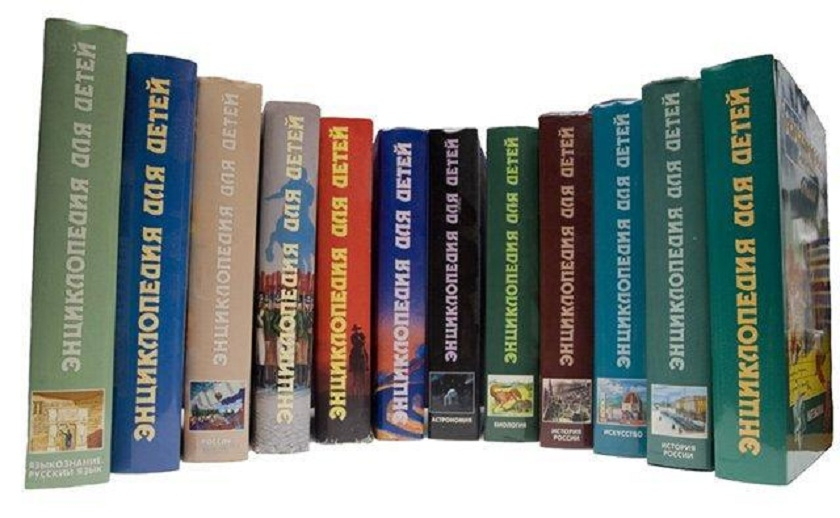 ЭНЦИКЛОПЕДИЯ ДЛЯ ДЕТЕЙ
ЯЗЫКОЗНАНИЕ.
РУССКИЙ ЯЗЫК
ЭНЦИКЛОПЕДИЯ ДЛЯ ДЕТЕЙ
ЭНЦИКЛОПЕДИЯ ДЛЯ ДЕТЕЙ
РОССИЯ
ЭНЦИКЛОПЕДИЯ ДЛЯ ДЕТЕЙ
ЭНЦИКЛОПЕДИЯ ДЛЯ ДЕТЕЙ
ЭНЦИКЛОПЕДИЯ ДЛЯ ДЕТЕЙ
ЭНЦИКЛОПЕДИЯ ДЛЯ ДЕТЕЙ
АСТРОНОМИЯ
ЭНЦИКЛОПЕДИЯ ДЛЯ ДЕТЕЙ
БИОЛОГИЯ
ЭНЦИКЛОПЕДИЯ ДЛЯ ДЕТЕЙ
ИСТОРИЯ
РОССИИ
ЭНЦИКЛОПЕДИЯ ДЛЯ ДЕТЕЙ
ИСКУССТВО
ЭНЦИКЛОПЕДИЯ ДЛЯ ДЕТЕЙ
ИСТОРИЯ
РОССИИ
ЭНЦИКЛОПЕДИЯ ДЛЯ ДЕТЕЙ